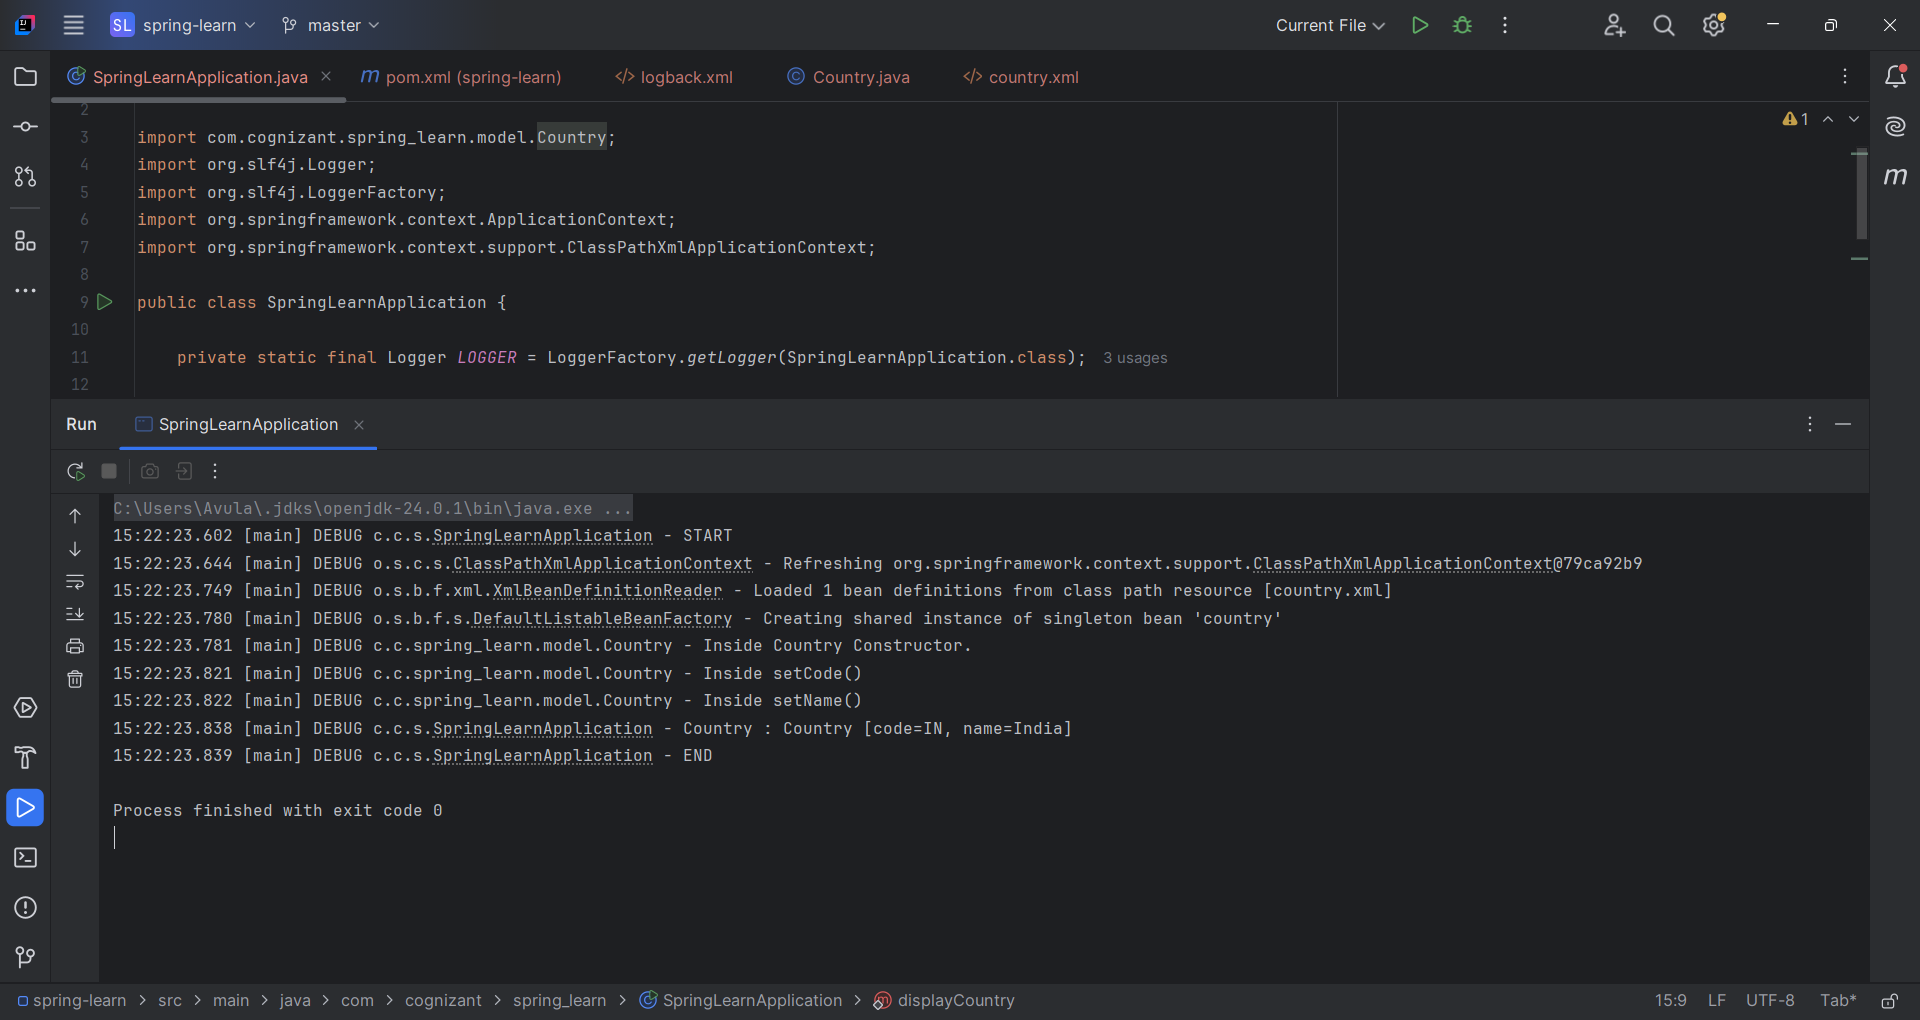 SL spring-learn master Current File
SpringLearnApplication.java m pom.xml (spring-learn) </> logback.xml Country.java </> country.xml
2
1
3 import com.cognizant.spring_learn.model.Country;
4 import org.slf4j.Logger;
5 import org.slf4j.LoggerFactory;
6 import org.springframework.context.ApplicationContext;
7 import org.springframework.context.support.ClassPathXmlApplicationContext;
8
9 public class SpringLearnApplication {
10
11 private static final Logger LOGGER = LoggerFactory.getLogger(SpringLearnApplication.class); 3 usages
12
Run SpringLearnApplication
C:\Users\Avula\.jdks\openjdk-24.0.1\bin\java.exe ...
15:22:23.602 [main] DEBUG c.c.s.SpringLearnApplication - START
15:22:23.644 [main] DEBUG o.s.c.s.ClassPathXmlApplicationContext - Refreshing org.springframework.context.support.ClassPathXmlApplicationContext@79ca92b9
15:22:23.749 [main] DEBUG o.s.b.f.xml.XmlBeanDefinitionReader - Loaded 1 bean definitions from class path resource [country.xml]
15:22:23.780 [main] DEBUG o.s.b.f.s.DefaultListableBeanFactory - Creating shared instance of singleton bean 'country'
15:22:23.781 [main] DEBUG c.c.spring_learn.model.Country - Inside Country Constructor.
15:22:23.821 [main] DEBUG c.c.spring_learn.model.Country - Inside setCode()
15:22:23.822 [main] DEBUG c.c.spring_learn.model.Country - Inside setName()
15:22:23.838 [main] DEBUG c.c.s.SpringLearnApplication - Country : Country [code=IN, name=India]
15:22:23.839 [main] DEBUG c.c.s.SpringLearnApplication - END
Process finished with exit code 0
spring-learn > src > main > java > com > cognizant > spring_learn > SpringLearnApplication > displayCountry 15:9 LF UTF-8 Tab*